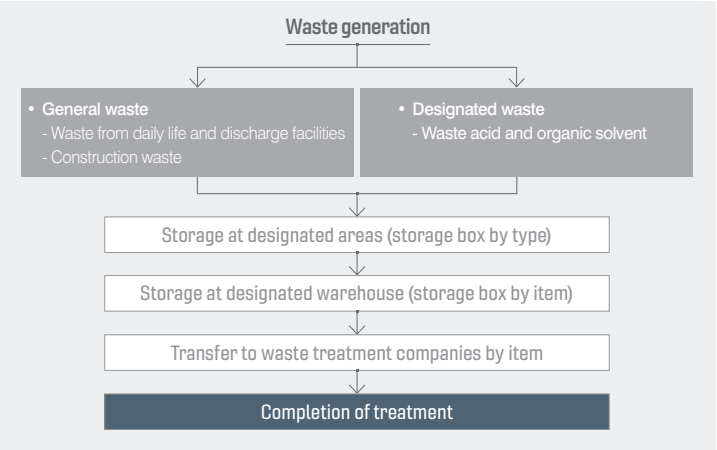 Waste generation
• General waste
- Waste from daily life and discharge facilities
- Construction waste
• Designated waste
- Waste acid and organic solvent
Storage at designated areas (storage box by type)
Storage at designated warehouse (storage box by item)
Transfer to waste treatment companies by item
Completion of treatment